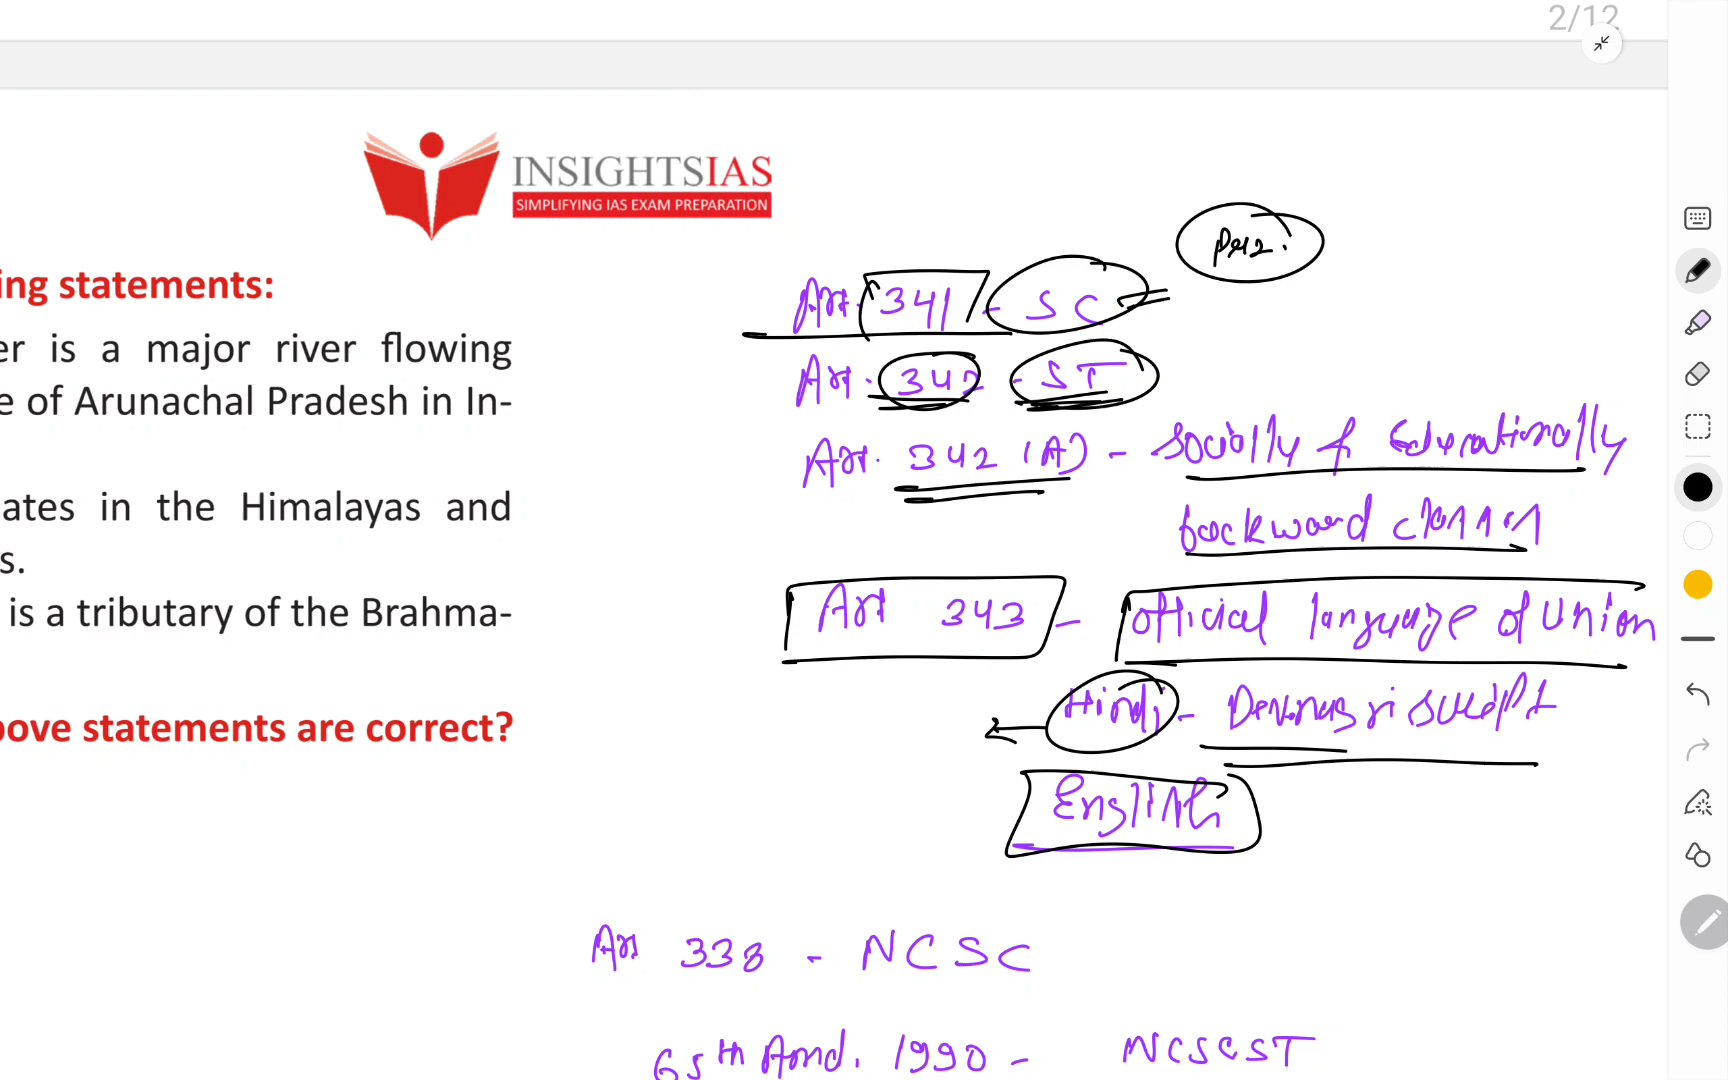 2/12
INSIGHTSIAS
SIMPLIFYING IAS EXAM PREPARATION
ing statements:
er is a major river flowing
e of Arunachal Pradesh in In-
ates in the Himalayas and
s.
is a tributary of the Brahma-
ove statements are correct?
Art. 341 - SC
Art. 342 - ST
Art. 342 (A) - Socially & Educationally
backward classes
Art 343 - official language of Union
Hindi - Devnagri script
English
Art 338 - NCSC
65th Amd. 1990 - NCSCST